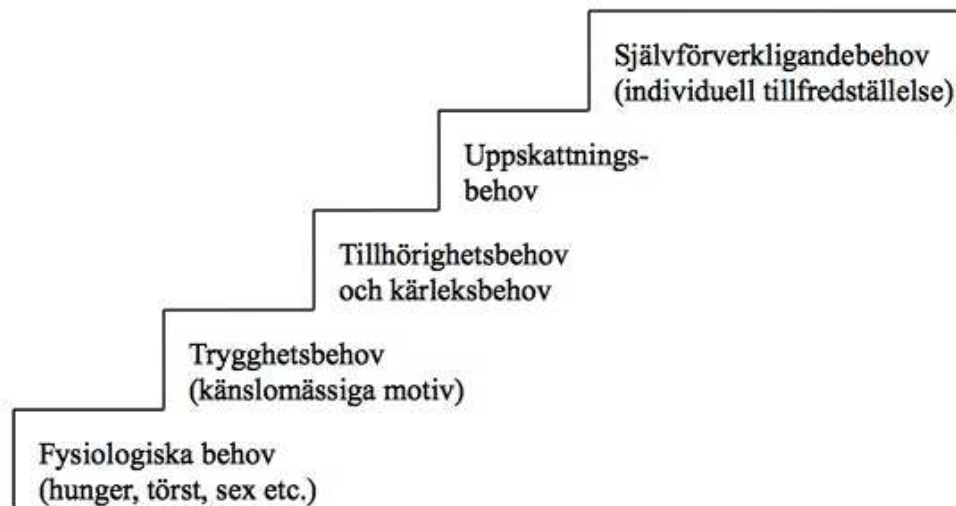 Självförverkligandebehov
(individuell tillfredställelse)
Uppskattnings-
behov
Tillhörighetsbehov
och kärleksbehov
Trygghetsbehov
(känslomässiga motiv)
Fysiologiska behov
(hunger, törst, sex etc.)